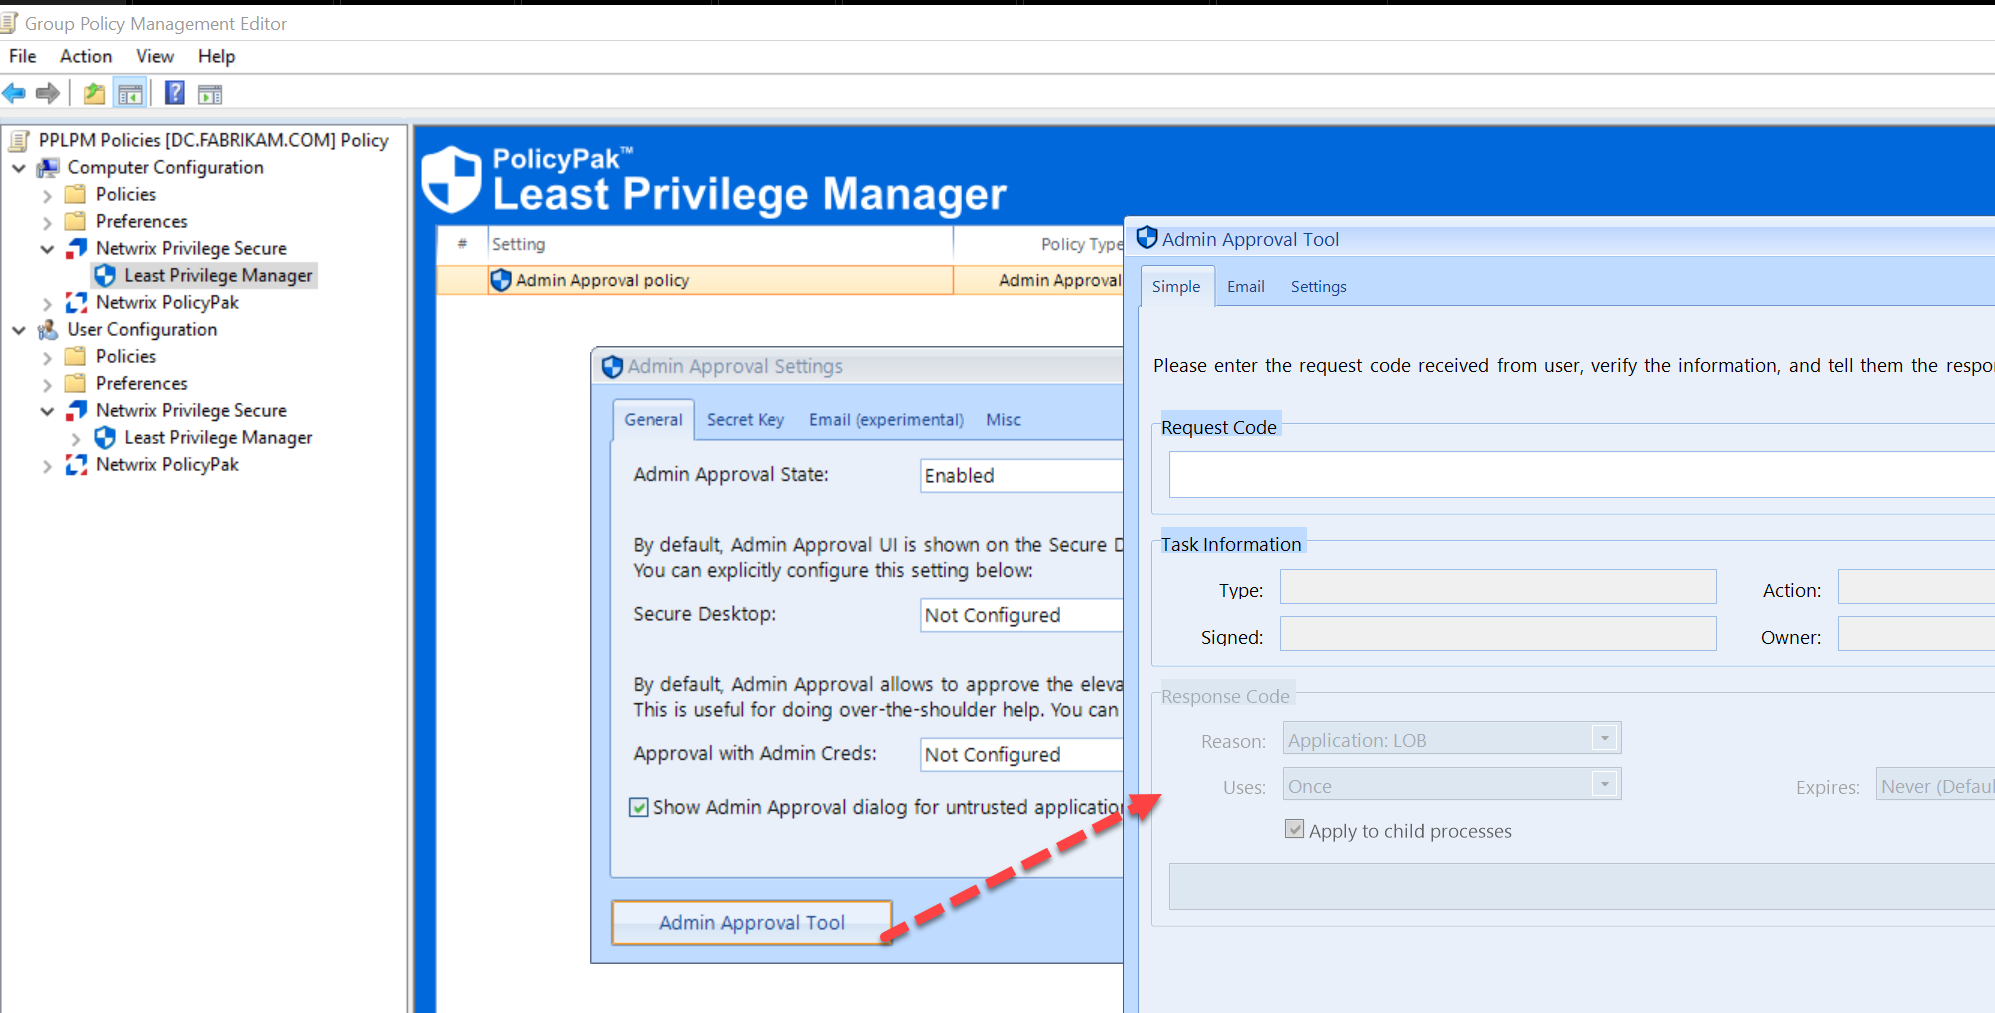 Group Policy Management Editor
File Action View Help
PPLPM Policies [DC.FABRIKAM.COM] Policy
Computer Configuration
Policies
Preferences
Netwrix Privilege Secure
Least Privilege Manager
Netwrix PolicyPak
User Configuration
Policies
Preferences
Netwrix Privilege Secure
Least Privilege Manager
Netwrix PolicyPak
PolicyPak™
Least Privilege Manager
# Setting Policy Type
Admin Approval policy Admin Approval
Admin Approval Settings
General Secret Key Email (experimental) Misc
Admin Approval State: Enabled
By default, Admin Approval UI is shown on the Secure
You can explicitly configure this setting below:
Secure Desktop: Not Configured
By default, Admin Approval allows to approve the
This is useful for doing over-the-shoulder help. You can
Approval with Admin Creds: Not Configured
Show Admin Approval dialog for untrusted
Admin Approval Tool
Admin Approval Tool
Simple Email Settings
Please enter the request code received from user, verify the information, and tell them the
Request Code
Task Information
Type: Action:
Signed: Owner:
Response Code
Reason: Application: LOB
Uses: Once Expires: Never
Apply to child processes